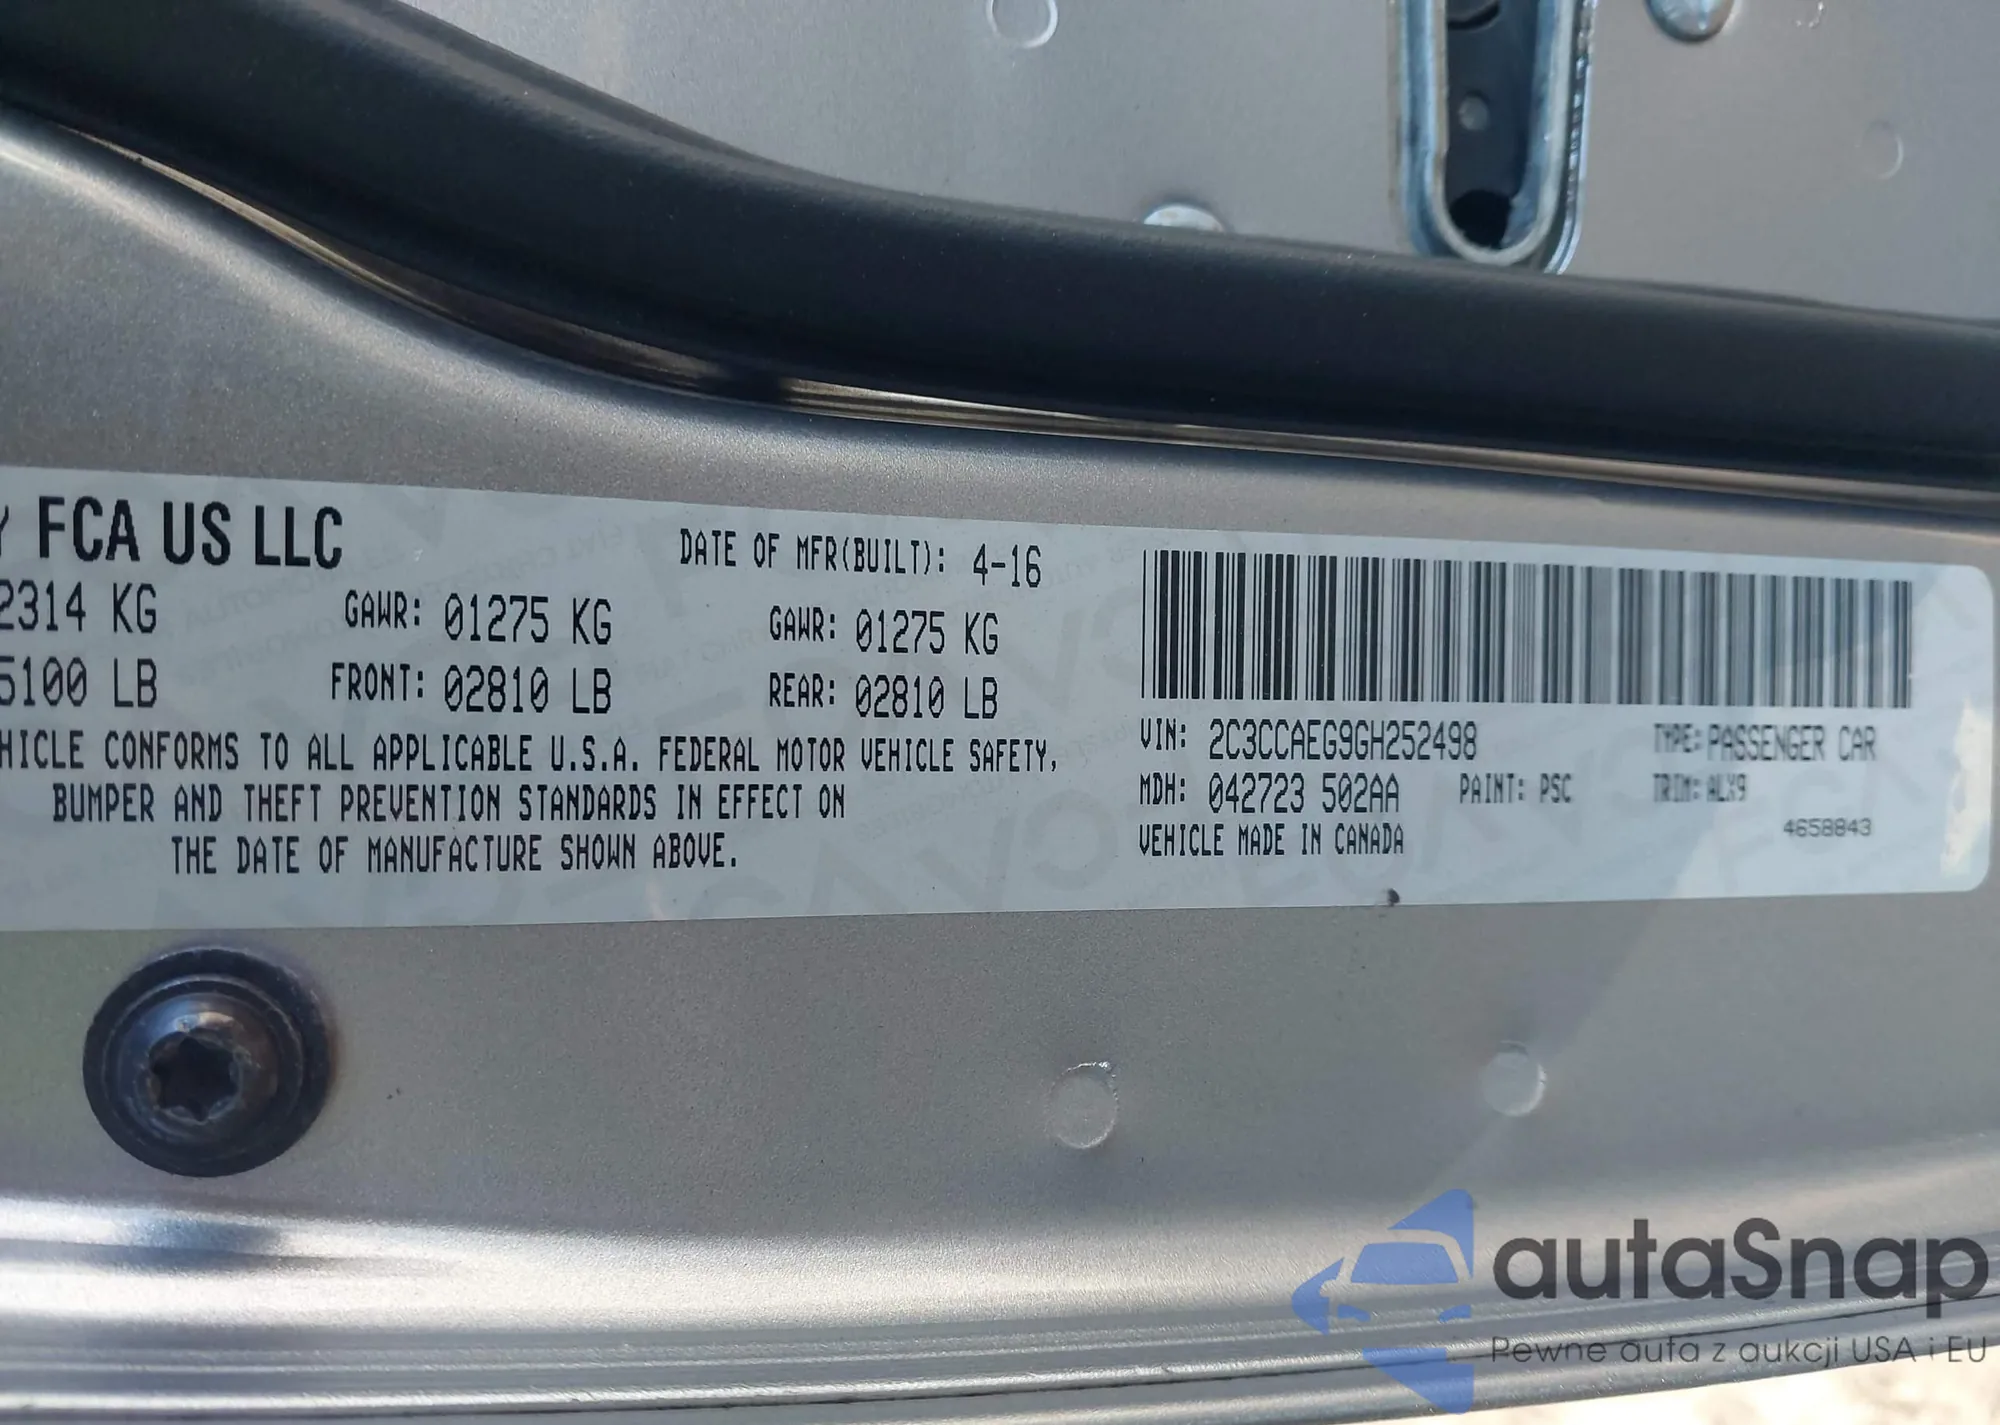 Y FCA US LLC
DATE OF MFR(BUILT): 4-16
2314 KG GAWR: 01275 KG GAWR: 01275 KG
5100 LB FRONT: 02810 LB REAR: 02810 LB
HICLE CONFORMS TO ALL APPLICABLE U.S.A. FEDERAL MOTOR VEHICLE SAFETY,
BUMPER AND THEFT PREVENTION STANDARDS IN EFFECT ON
THE DATE OF MANUFACTURE SHOWN ABOVE.
VIN: 2C3CCAEG9GH252498 TYPE: PASSENGER CAR
MDH: 042723 502AA PAINT: PSC TRIM: ALX9
VEHICLE MADE IN CANADA
4658843
autaSnap
Pewne auta z aukcji USA i EU